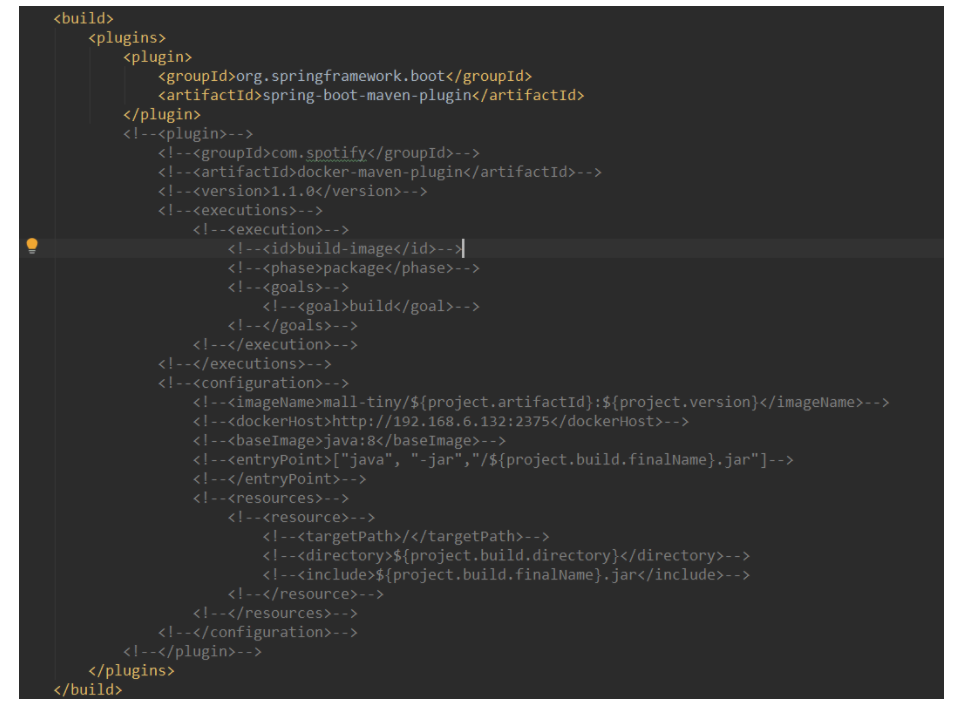 <build>
<plugins>
<plugin>
<groupId>org.springframework.boot</groupId>
<artifactId>spring-boot-maven-plugin</artifactId>
</plugin>
<!--<plugin>-->
<!--<groupId>com.spotify</groupId>-->
<!--<artifactId>docker-maven-plugin</artifactId>-->
<!--<version>1.1.0</version>-->
<!--<executions>-->
<!--<execution>-->
<!--<id>build-image</id>-->
<!--<phase>package</phase>-->
<!--<goals>-->
<!--<goal>build</goal>-->
<!--</goals>-->
<!--</execution>-->
<!--</executions>-->
<!--<configuration>-->
<!--<imageName>mall-tiny/${project.artifactId}:${project.version}</imageName>-->
<!--<dockerHost>http://192.168.6.132:2375</dockerHost>-->
<!--<baseImage>java:8</baseImage>-->
<!--<entryPoint>["java", "-jar","/${project.build.finalName}.jar"]-->
<!--</entryPoint>-->
<!--<resources>-->
<!--<resource>-->
<!--<targetPath>/</targetPath>-->
<!--<directory>${project.build.directory}</directory>-->
<!--<include>${project.build.finalName}.jar</include>-->
<!--</resource>-->
<!--</resources>-->
<!--</configuration>-->
<!--</plugin>-->
</plugins>
</build>